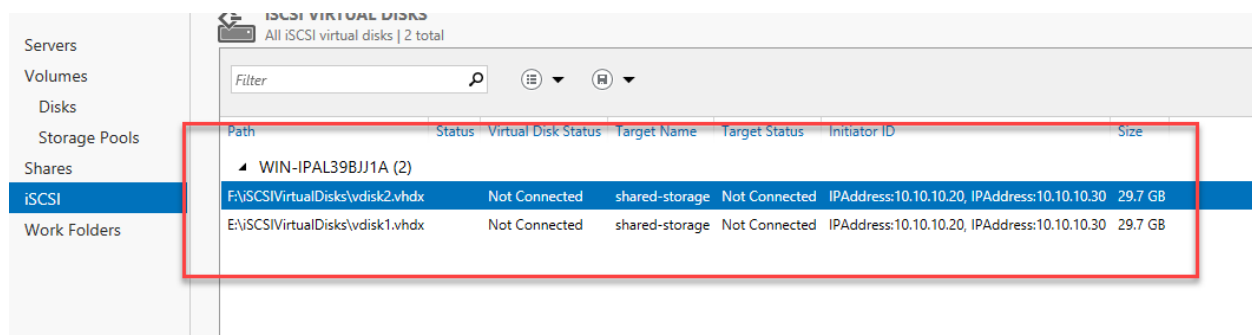 iSCSI VIRTUAL DISKS
All iSCSI virtual disks | 2 total
Servers
Volumes
Disks
Storage Pools
Shares
iSCSI
Work Folders
Filter
Path Status Virtual Disk Status Target Name Target Status Initiator ID Size
WIN-IPAL39BJJ1A (2)
F:\iSCSIVirtualDisks\vdisk2.vhdx Not Connected shared-storage Not Connected IPAddress:10.10.10.20, IPAddress:10.10.10.30 29.7 GB
E:\iSCSIVirtualDisks\vdisk1.vhdx Not Connected shared-storage Not Connected IPAddress:10.10.10.20, IPAddress:10.10.10.30 29.7 GB